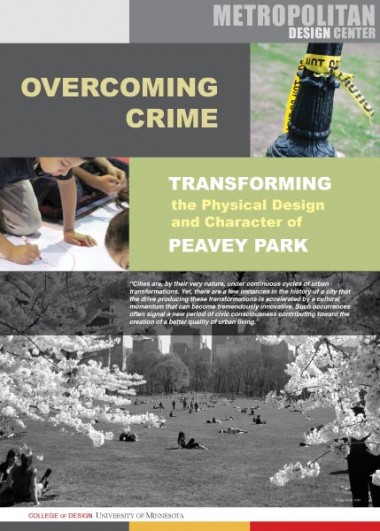 METROPOLITAN
DESIGN CENTER
OVERCOMING
CRIME
TRANSFORMING
the Physical Design
and Character of
PEAVEY PARK
"Cities are, by their very nature, under continuous cycles of urban
transformations. Yet, there are a few instances in the history of a city that
the drive producing these transformations is accelerated by a cultural
momentum that can become tremendously innovative. Such occurrences
often signal a new period of civic consciousness contributing toward the
creation of a better quality of urban living."
COLLEGE OF DESIGN UNIVERSITY OF MINNESOTA